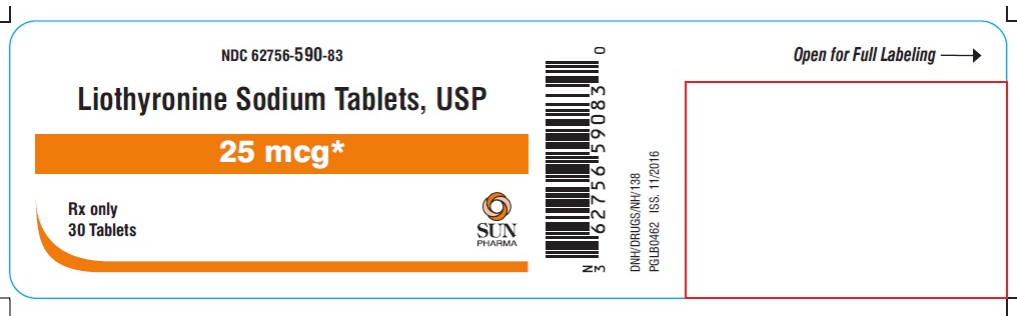 NDC 62756-590-83
Liothyronine Sodium Tablets, USP
25 mcg*
Rx only
30 Tablets
SUN
PHARMA
N
3 62756 59083 0
DNH/DRUGS/NH/138
PGLB0462 ISS. 11/2016
Open for Full Labeling